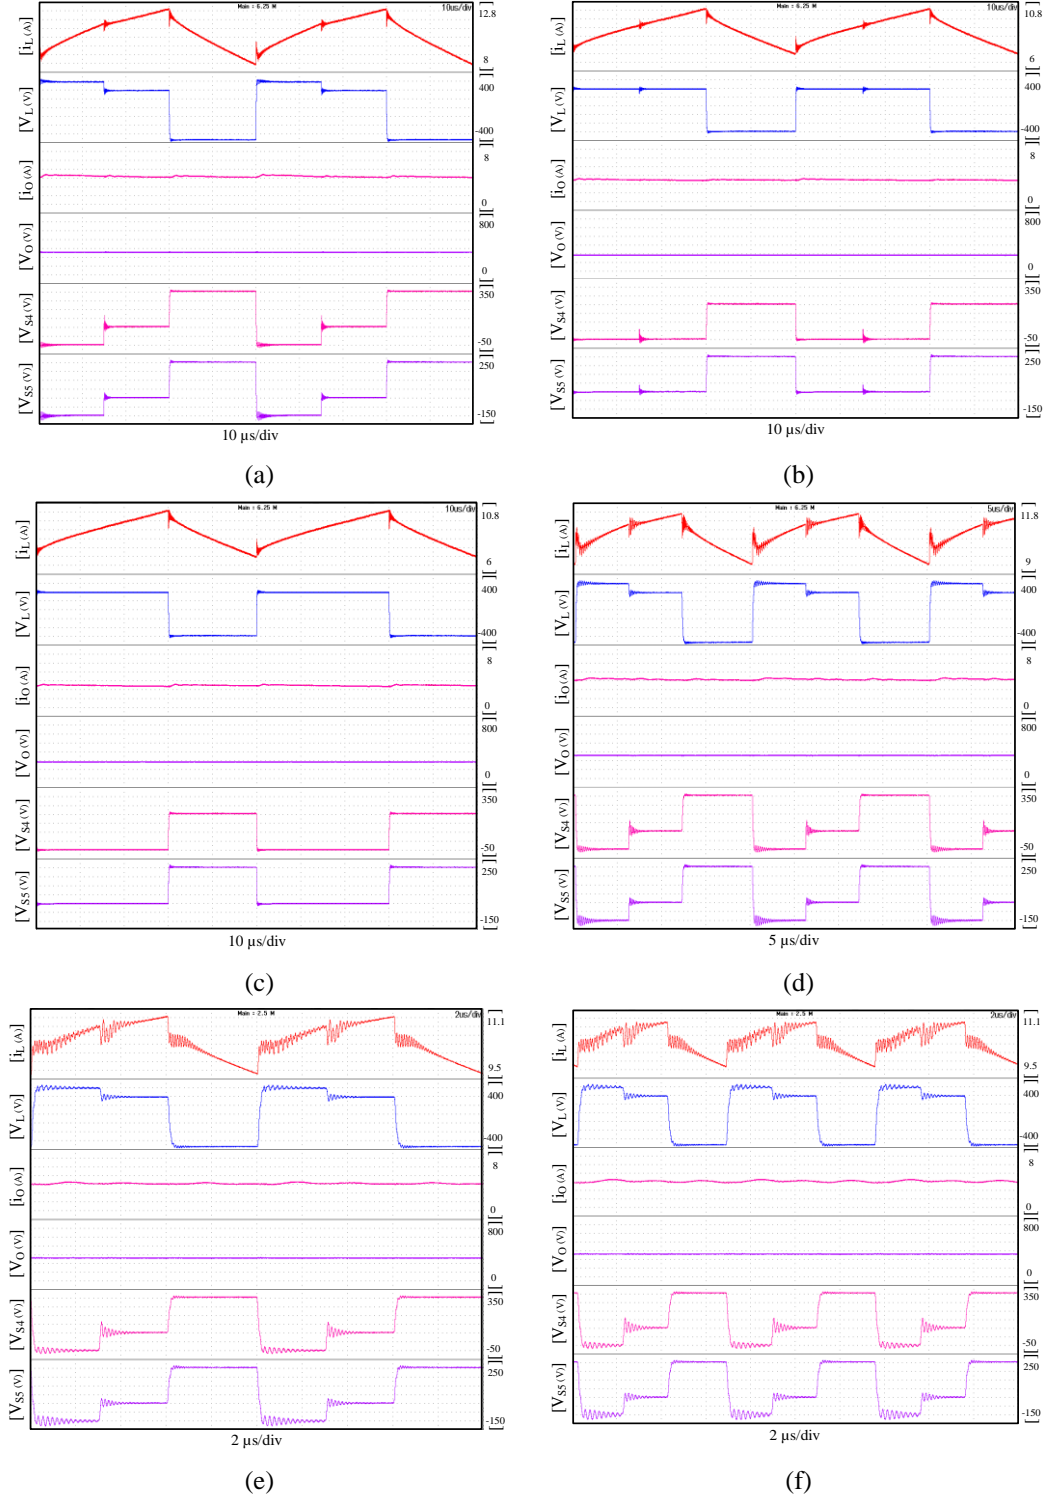 Main : 6.25 M
10us/div
[iL(A)
12.8
8
[VL(V)
400
-400
[iO(A)
8
0
[VO(V)
800
0
[VS4(V)
350
-50
[VS5(V)
250
-150
10 µs/div
(a)
Main : 6.25 M
10us/div
[iL(A)
10.8
6
[VL(V)
400
-400
[iO(A)
8
0
[VO(V)
800
0
[VS4(V)
350
-50
[VS5(V)
250
-150
10 µs/div
(b)
Main : 6.25 M
10us/div
[iL(A)
10.8
6
[VL(V)
400
-400
[iO(A)
8
0
[VO(V)
800
0
[VS4(V)
350
-50
[VS5(V)
250
-150
10 µs/div
(c)
Main : 6.25 M
5us/div
[iL(A)
11.8
9
[VL(V)
400
-400
[iO(A)
8
0
[VO(V)
800
0
[VS4(V)
350
-50
[VS5(V)
250
-150
5 µs/div
(d)
Main : 2.5 M
2us/div
[iL(A)
11.1
9.5
[VL(V)
400
-400
[iO(A)
8
0
[VO(V)
800
0
[VS4(V)
350
-50
[VS5(V)
250
-150
2 µs/div
(e)
Main : 2.5 M
2us/div
[iL(A)
11.1
9.5
[VL(V)
400
-400
[iO(A)
8
0
[VO(V)
800
0
[VS4(V)
350
-50
[VS5(V)
250
-150
2 µs/div
(f)